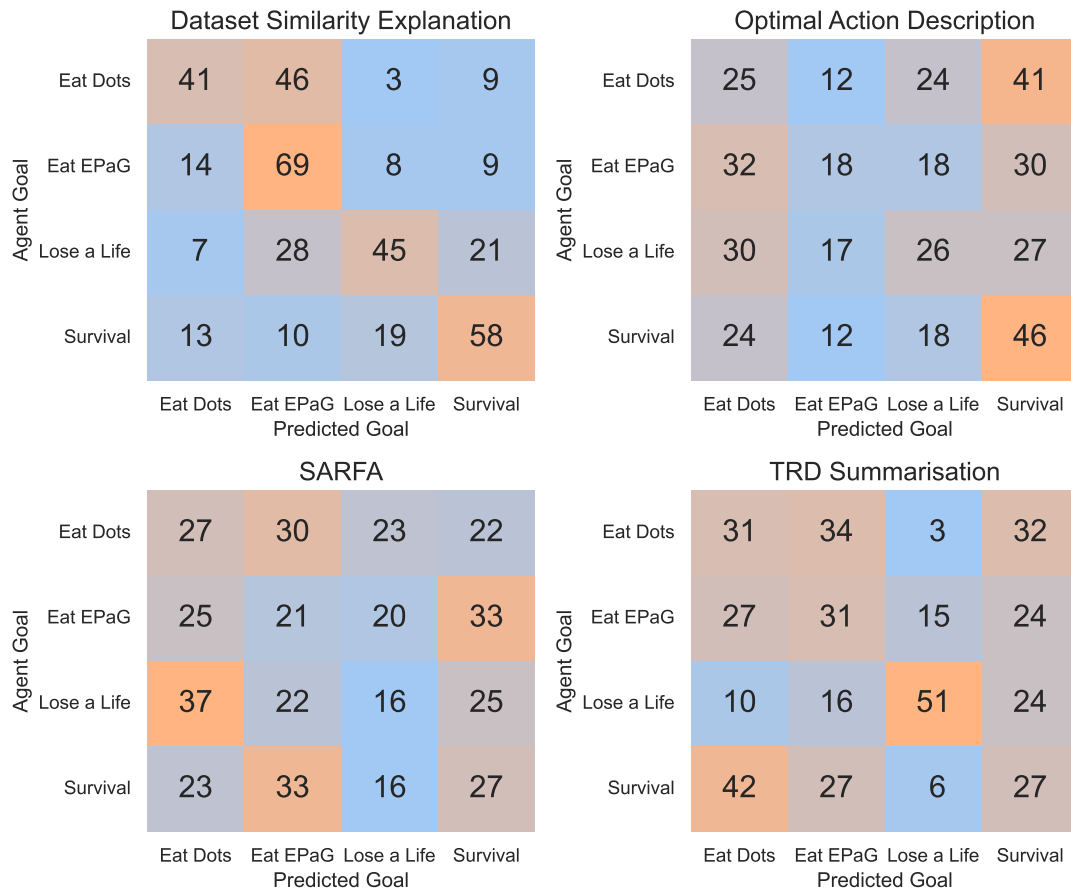 Dataset Similarity Explanation
Agent Goal
Eat Dots 41 46 3 9
Eat EPaG 14 69 8 9
Lose a Life 7 28 45 21
Survival 13 10 19 58
Eat Dots Eat EPaG Lose a Life Survival
Predicted Goal
Optimal Action Description
Agent Goal
Eat Dots 25 12 24 41
Eat EPaG 32 18 18 30
Lose a Life 30 17 26 27
Survival 24 12 18 46
Eat Dots Eat EPaG Lose a Life Survival
Predicted Goal
SARFA
Agent Goal
Eat Dots 27 30 23 22
Eat EPaG 25 21 20 33
Lose a Life 37 22 16 25
Survival 23 33 16 27
Eat Dots Eat EPaG Lose a Life Survival
Predicted Goal
TRD Summarisation
Agent Goal
Eat Dots 31 34 3 32
Eat EPaG 27 31 15 24
Lose a Life 10 16 51 24
Survival 42 27 6 27
Eat Dots Eat EPaG Lose a Life Survival
Predicted Goal